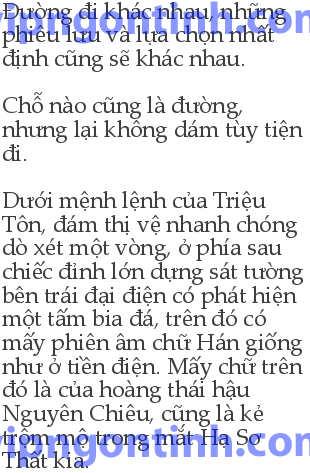 Đường đi khác nhau, những
phiêu lưu và lựa chọn nhất
định cũng sẽ khác nhau.
Chỗ nào cũng là đường,
nhưng lại không dám tùy tiện
đi.
Dưới mệnh lệnh của Triệu
Tôn, đám thị vệ nhanh chóng
dò xét một vòng, ở phía sau
chiếc đỉnh lớn dựng sát tường
bên trái đại điện có phát hiện
một tấm bia đá, trên đó có
mấy phiên âm chữ Hán giống
như ở tiền điện. Mấy chữ trên
đó là của hoàng thái hậu
Nguyên Chiêu, cũng là kẻ
trộm mộ trong mắt Hạ Sơ
Thất kia.
vipngontinh.com
vipngontinh.com